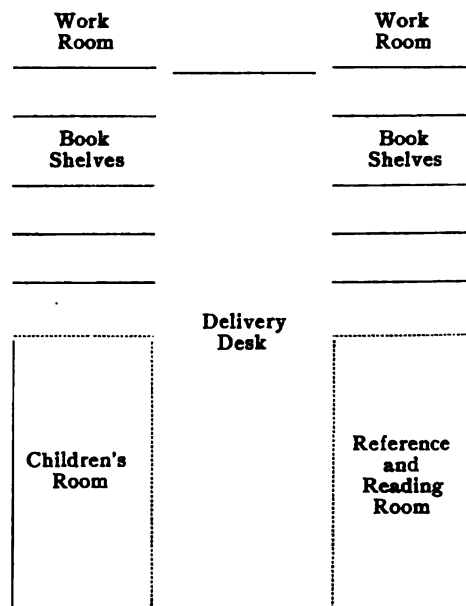 Work
Room
Work
Room
Book
Shelves
Book
Shelves
Delivery
Desk
Children's
Room
Reference
and
Reading
Room